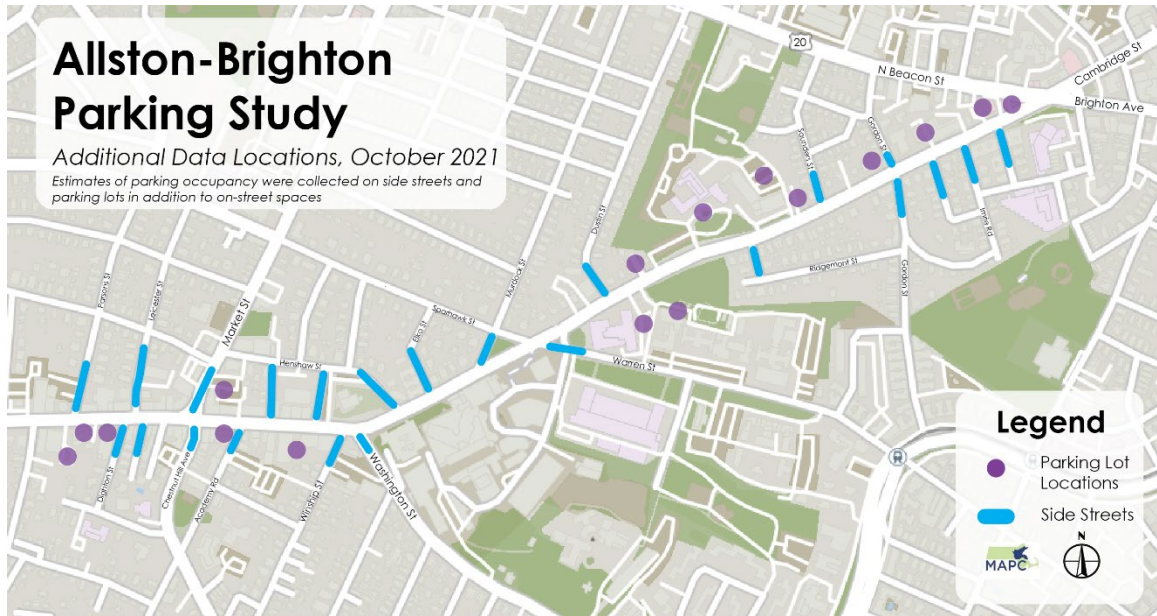 Allston-Brighton
Parking Study
Additional Data Locations, October 2021
Estimates of parking occupancy were collected on side streets and
parking lots in addition to on-street spaces
20
N Beacon St
Cambridge St
Brighton Ave
Saunders St
Gordon St
Imrie Rd
Dustin St
Ridgemont St
Gordon St
Murdock St
Parsons St
Leicester St
Market St
Sparhawk St
Elko St
Henshaw St
Warren St
Dighton St
Chestnut Hill Ave
Academy Rd
Winship St
Washington St
Legend
Parking Lot
Locations
Side Streets
MAPC
N